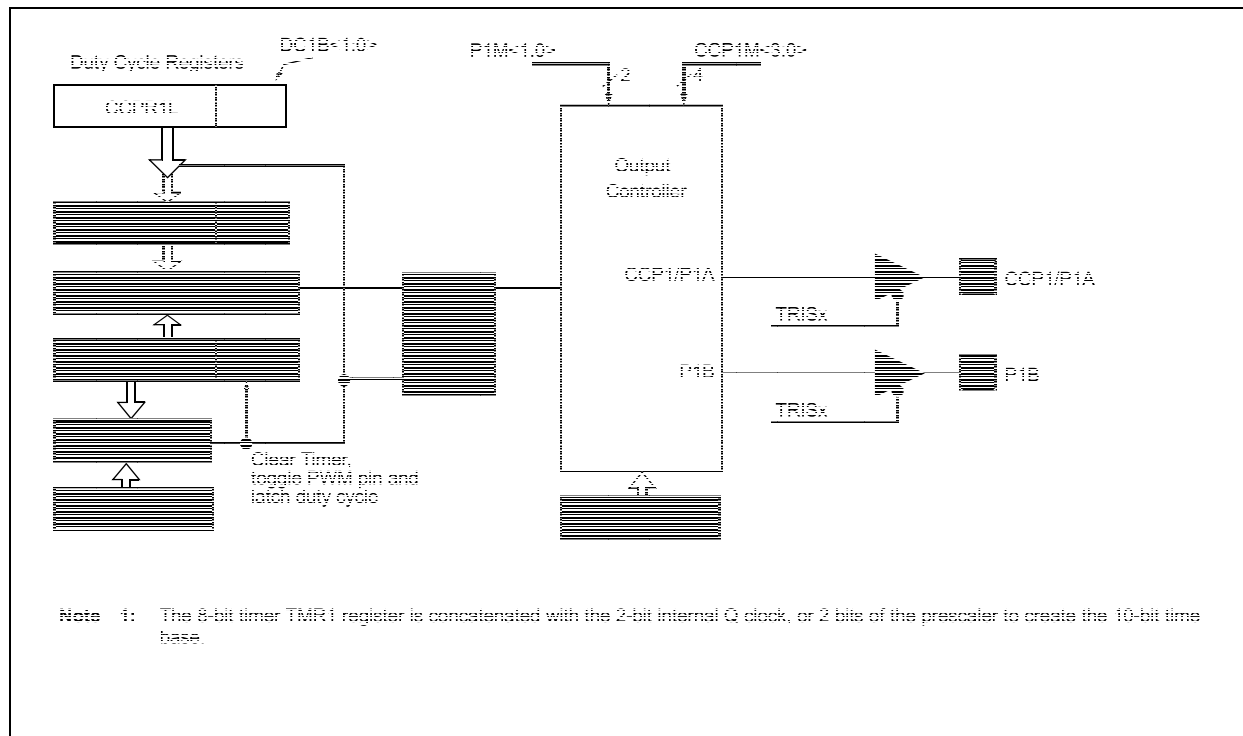 DC1B<1:0>
Duty Cycle Registers
CCPR1L
P1M<1:0>
2
CCP1M<3:0>
4
Output
Controller
CCP1/P1A
TRISx
CCP1/P1A
P1B
TRISx
P1B
Clear Timer,
toggle PWM pin and
latch duty cycle
Note 1: The 8-bit timer TMR1 register is concatenated with the 2-bit internal Q clock, or 2 bits of the prescaler to create the 10-bit time
base.